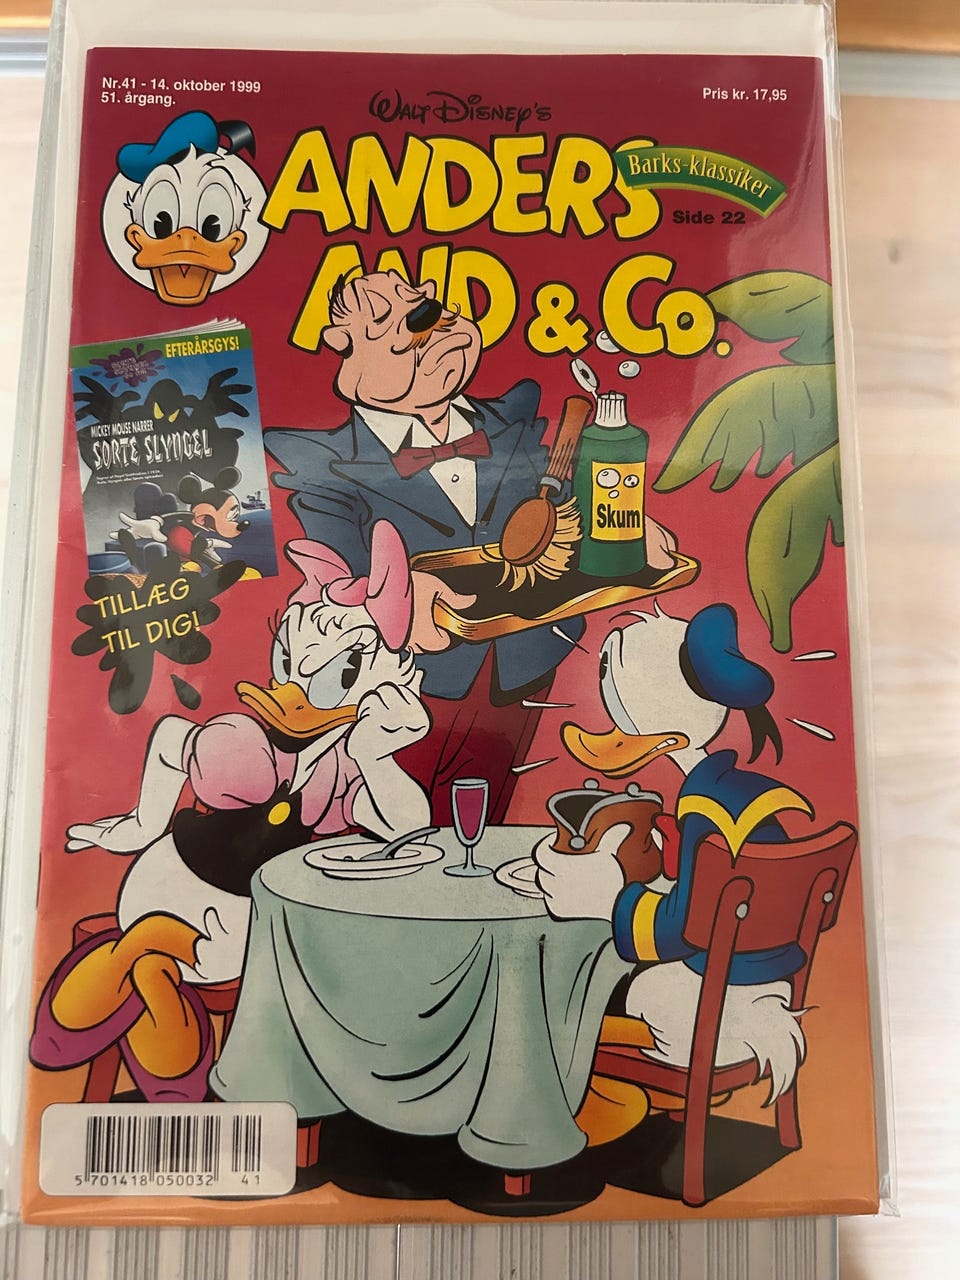 Nr.41 - 14. oktober 1999
51. årgang.
Pris kr. 17,95
WALT DISNEY'S
ANDERS
AND & Co.
Barks-klassiker
Side 22
EFTERÅRSGYS!
MICKEY MOUSE NARRER
SORTE SLYNGEL
TILLÆG
TIL DIG!
Skum
5 701418 050032 41